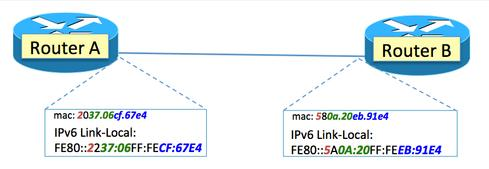 Router A
Router B
mac: 2037.06cf.67e4
IPv6 Link-Local:
FE80::2237:06FF:FECF:67E4
mac: 580a.20eb.91e4
IPv6 Link-Local:
FE80::5A0A:20FF:FEEB:91E4